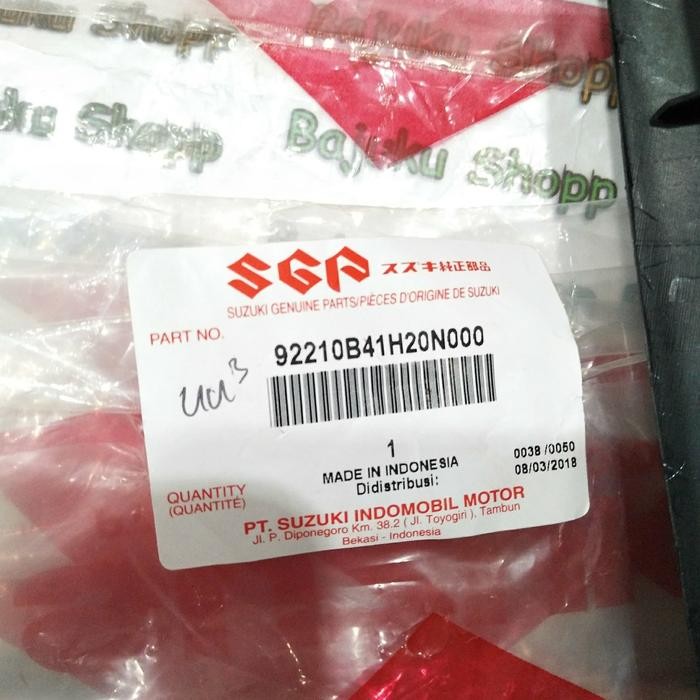 Shopp
Shopp
ku Shopp
Bajuku Shopp
SGP スズキ純正部品
SUZUKI GENUINE PARTS/PIÈCES D'ORIGINE DE SUZUKI
PART NO.
92210B41H20N000
1
MADE IN INDONESIA
Didistribusi:
0038 /0050
08/03/2018
QUANTITY
(QUANTITÉ)
PT. SUZUKI INDOMOBIL MOTOR
Jl. P. Diponegoro Km. 38.2 ( Jl. Toyogiri ). Tambun
Bekasi - Indonesia